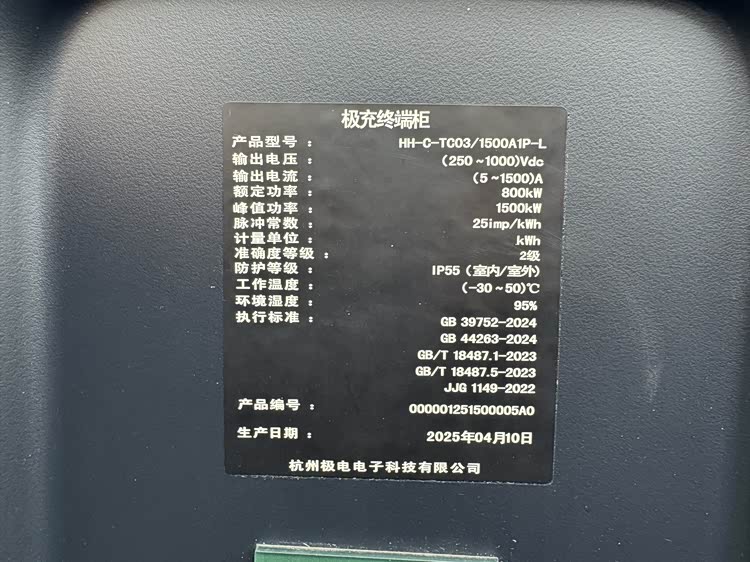 极充终端柜
产品型号： HH-C-TC03/1500A1P-L
输出电压： (250~1000)Vdc
输出电流： (5~1500)A
额定功率： 800kW
峰值功率： 1500kW
脉冲常数： 25imp/kWh
计量单位： kWh
准确度等级： 2级
防护等级： IP55（室内/室外）
工作温度： (-30~50)℃
环境湿度： 95%
执行标准： GB 39752-2024
GB 44263-2024
GB/T 18487.1-2023
GB/T 18487.5-2023
JJG 1149-2022
产品编号： 000001251500005A0
生产日期： 2025年04月10日
杭州极电电子科技有限公司